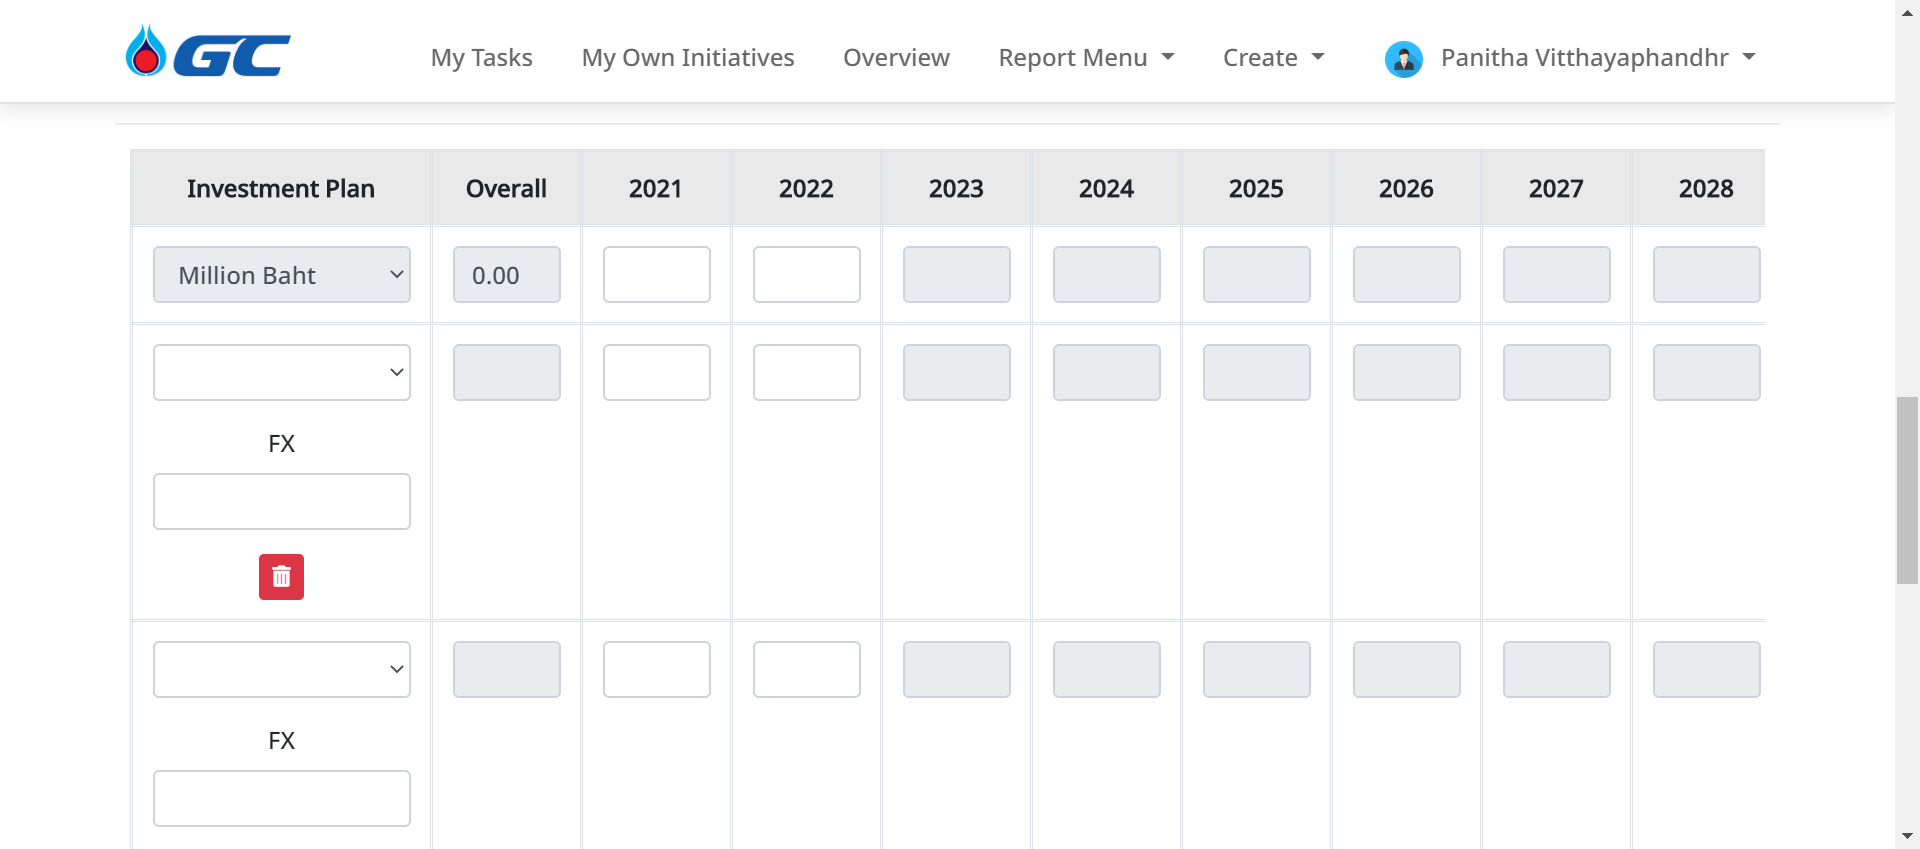 GC My Tasks My Own Initiatives Overview Report Menu Create Panitha Vitthayaphandhr
Investment Plan Overall 2021 2022 2023 2024 2025 2026 2027 2028
Million Baht 0.00
FX
FX